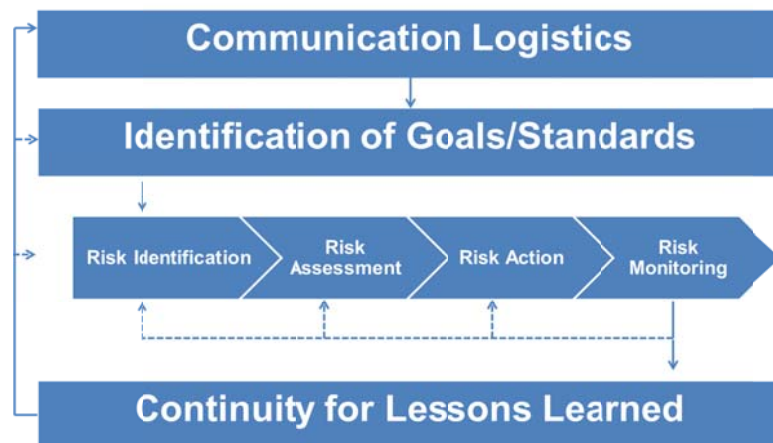 Communication Logistics
Identification of Goals/Standards
Risk Identification
Risk
Assessment
Risk Action
Risk
Monitoring
Continuity for Lessons Learned